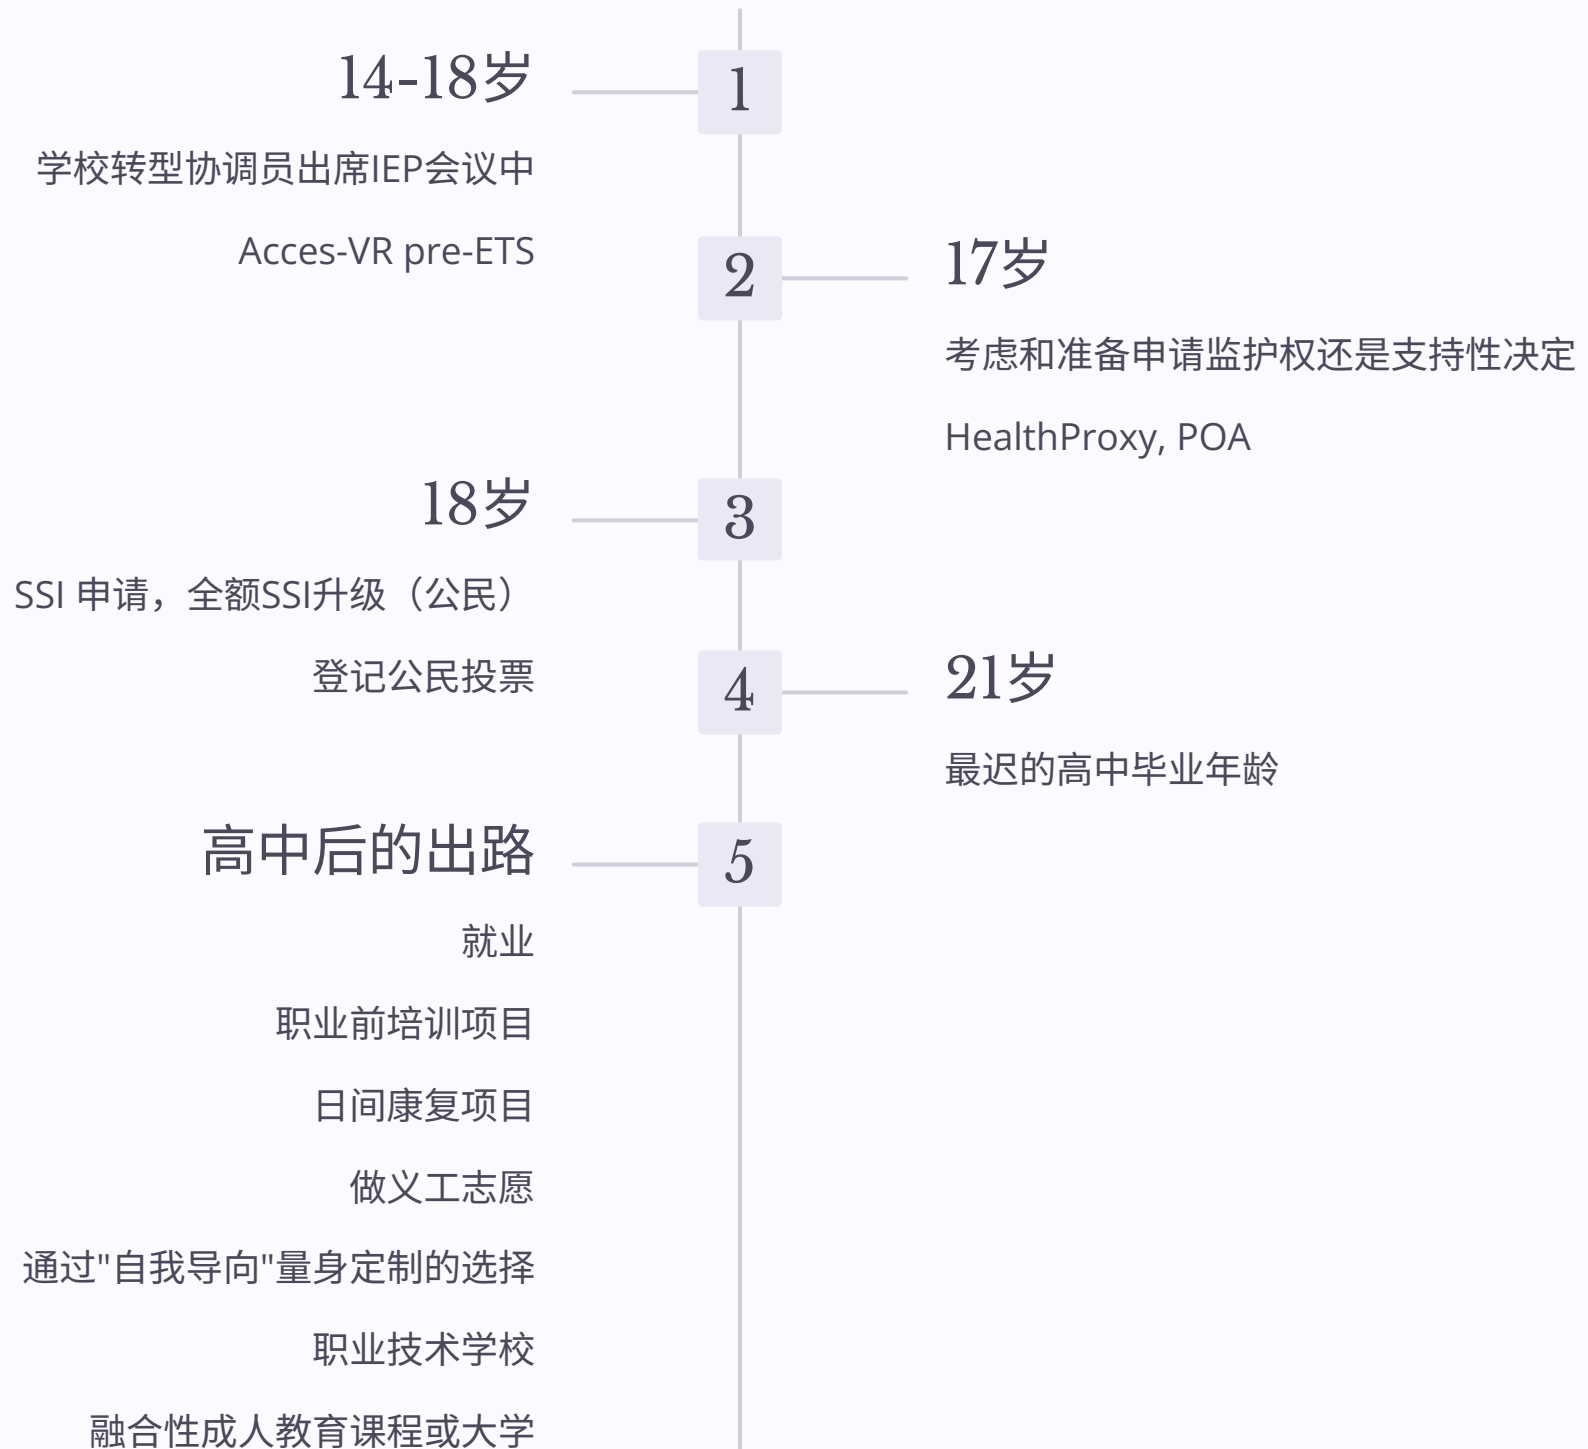 14-18岁
1
学校转型协调员出席IEP会议中
Acces-VR pre-ETS
2
17岁
考虑和准备申请监护权还是支持性决定
HealthProxy, POA
18岁
3
SSI 申请，全额SSI升级（公民）
登记公民投票
4
21岁
最迟的高中毕业年龄
高中后的出路
5
就业
职业前培训项目
日间康复项目
做义工志愿
通过"自我导向"量身定制的选择
职业技术学校
融合性成人教育课程或大学